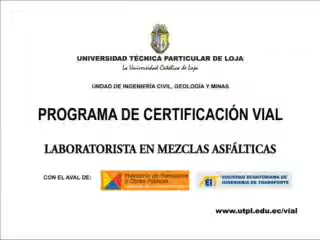 UNIVERSIDAD TÉCNICA PARTICULAR DE LOJA
La Universidad Católica de Loja
UNIDAD DE INGENIERÍA CIVIL, GEOLOGÍA Y MINAS
PROGRAMA DE CERTIFICACIÓN VIAL
LABORATORISTA EN MEZCLAS ASFÁLTICAS
CON EL AVAL DE:
Ministerio de Transporte
y Obras Públicas
SOCIEDAD ECUATORIANA DE
INGENIERIA DE TRANSPORTE
www.utpl.edu.ec/vial